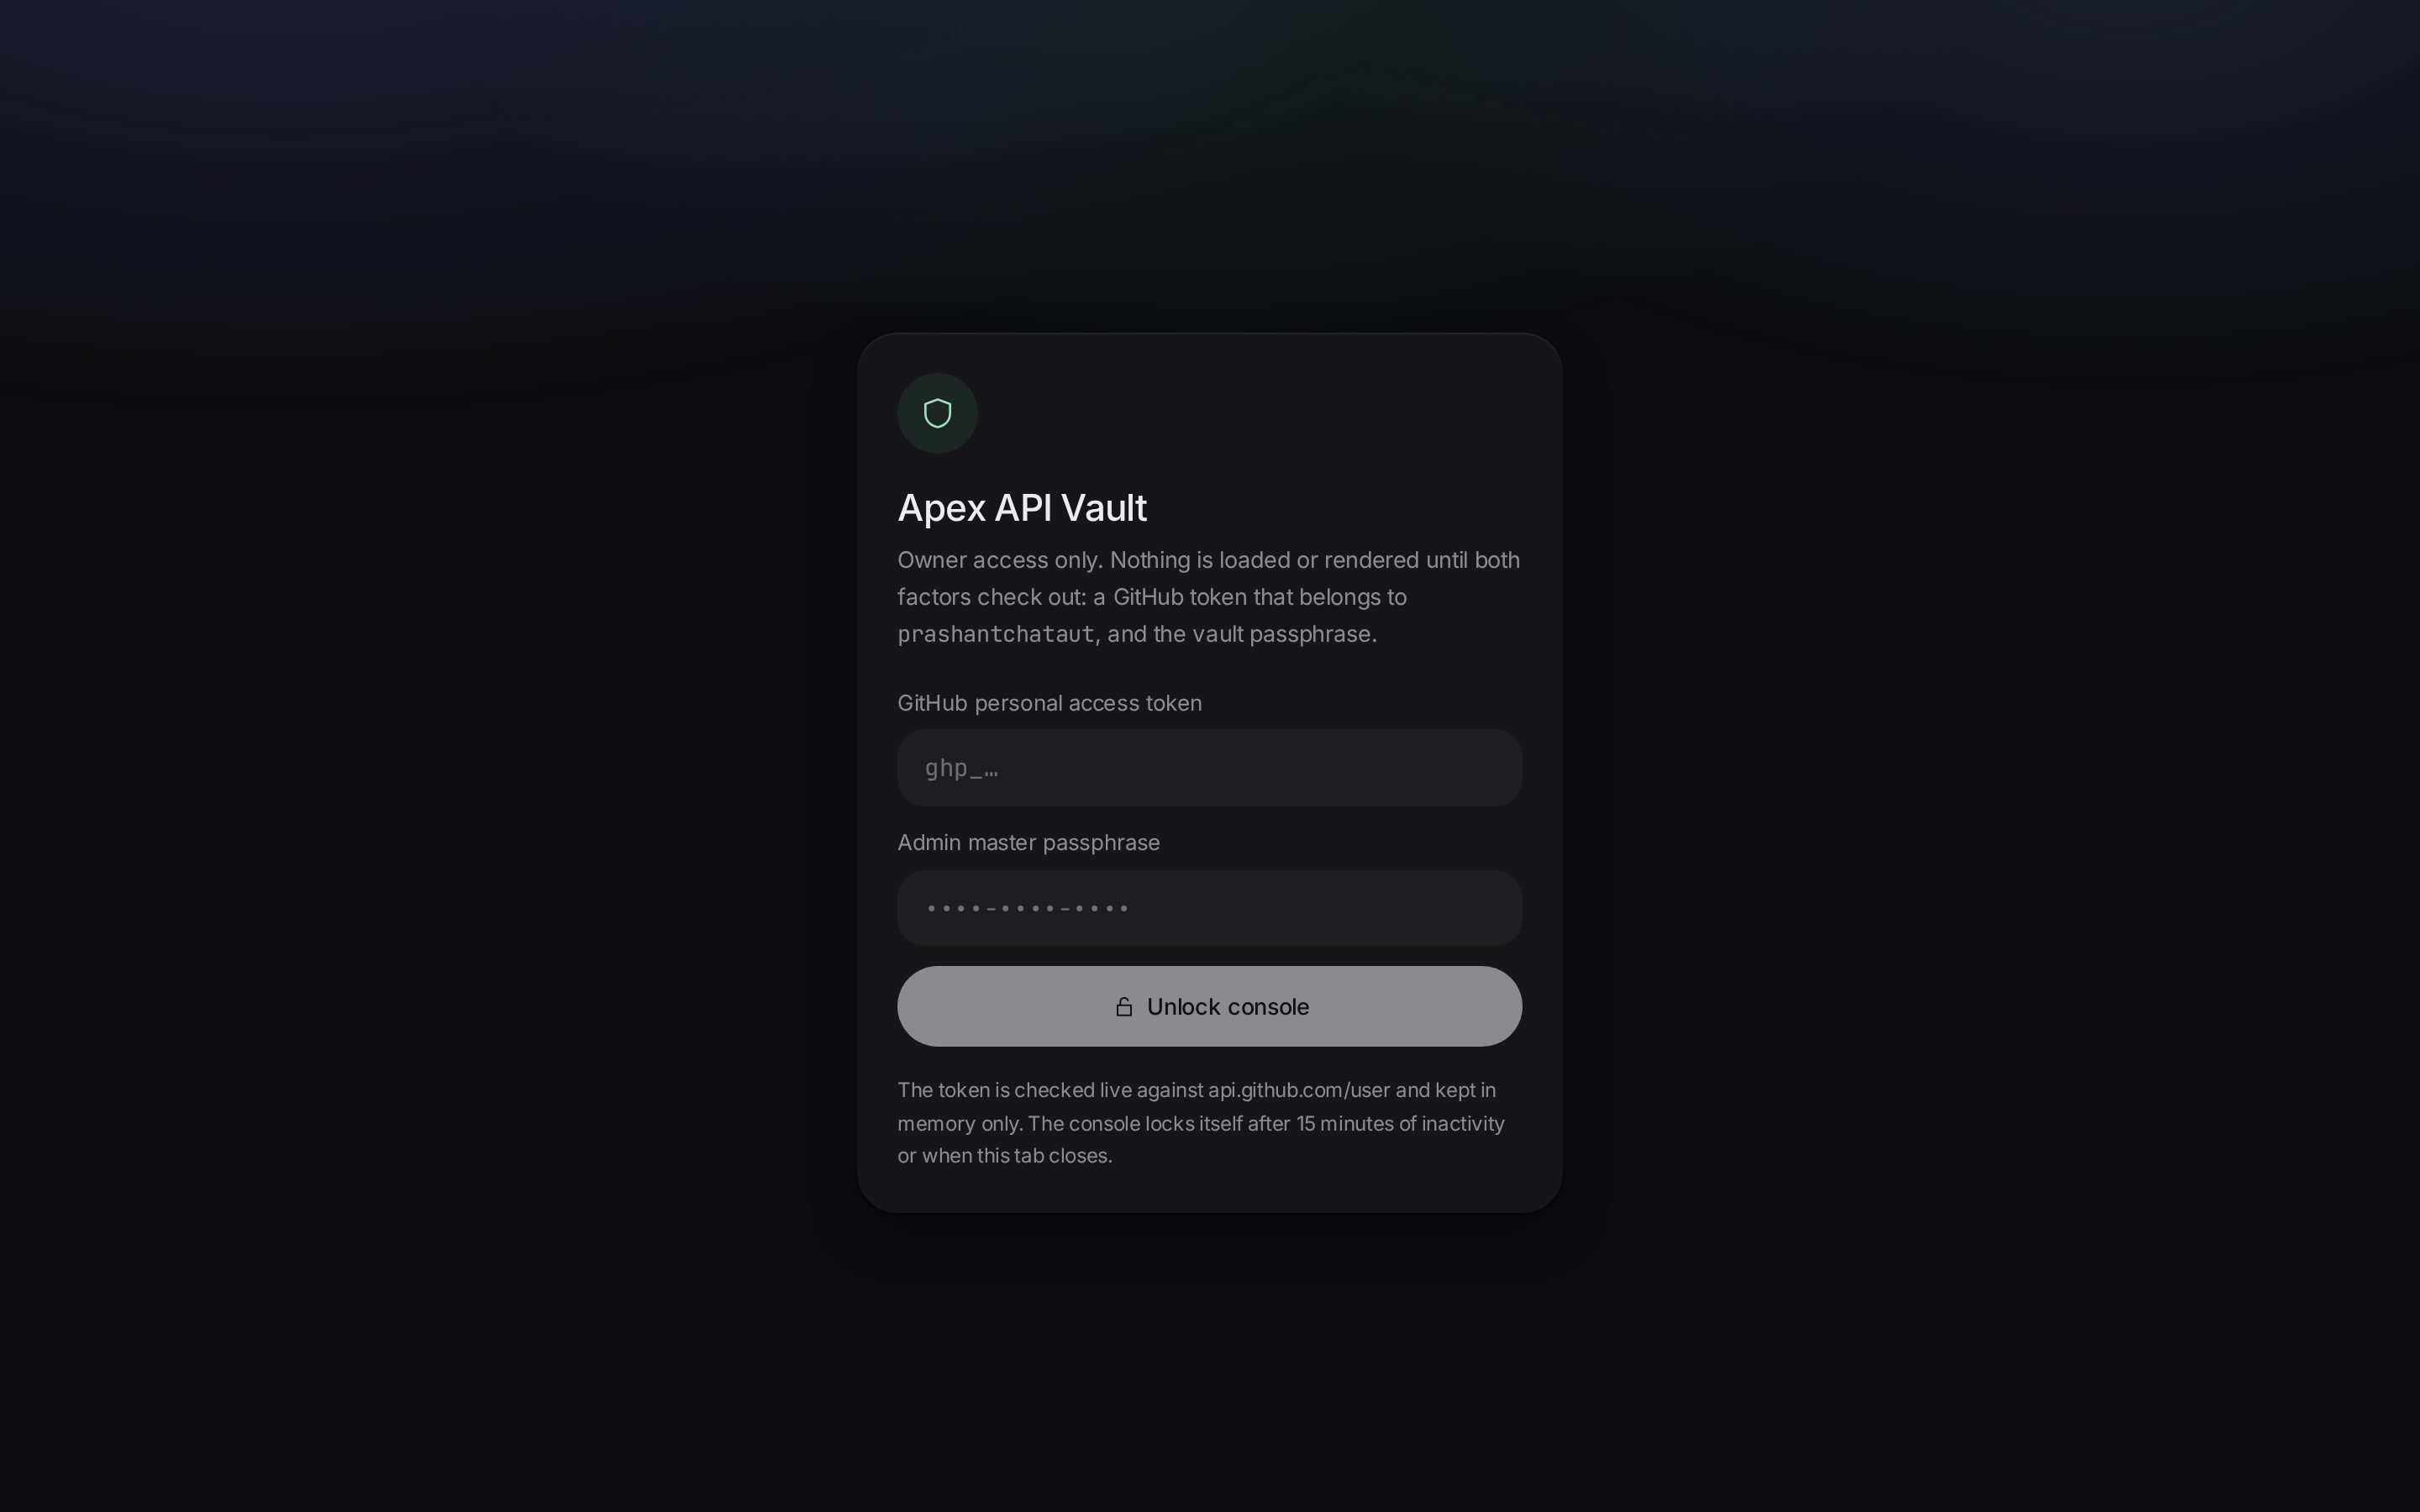 Apex API Vault
Owner access only. Nothing is loaded or rendered until both
factors check out: a GitHub token that belongs to
prashantchataut, and the vault passphrase.
GitHub personal access token
ghp_…
Admin master passphrase
••••-••••-••••
Unlock console
The token is checked live against api.github.com/user and kept in
memory only. The console locks itself after 15 minutes of inactivity
or when this tab closes.